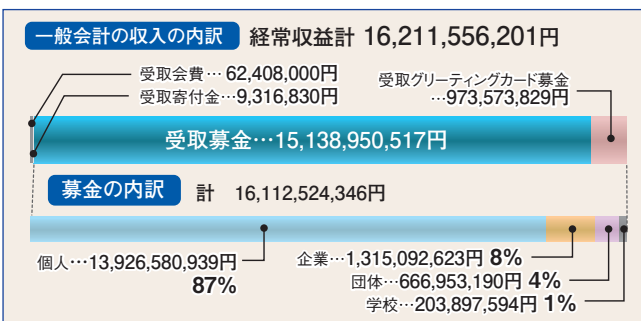 一般会計の収入の内訳 経常収益計 16,211,556,201円
受取会費… 62,408,000円
受取寄付金…9,316,830円
受取グリーティングカード募金
…973,573,829円
受取募金…15,138,950,517円
募金の内訳 計 16,112,524,346円
個人…13,926,580,939円
87%
企業…1,315,092,623円 8%
団体…666,953,190円 4%
学校…203,897,594円 1%